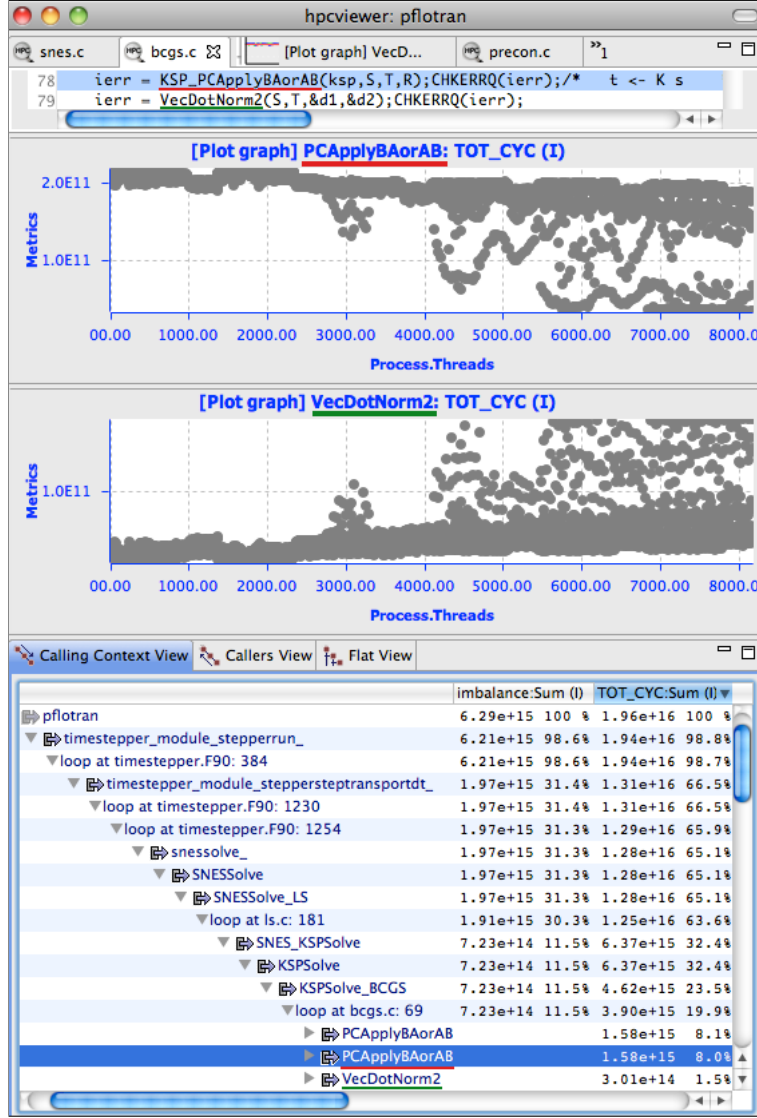 hpcviewer: pflotran
snes.c bcgs.c [Plot graph] VecD... precon.c »1
78 ierr = KSP_PCApplyBAorAB(ksp,S,T,R);CHKERRQ(ierr);/* t <- K s
79 ierr = VecDotNorm2(S,T,&d1,&d2);CHKERRQ(ierr);
[Plot graph] PCApplyBAorAB: TOT_CYC (I)
2.0E11
1.0E11
Metrics
00.00 1000.00 2000.00 3000.00 4000.00 5000.00 6000.00 7000.00 8000.0
Process.Threads
[Plot graph] VecDotNorm2: TOT_CYC (I)
1.0E11
Metrics
00.00 1000.00 2000.00 3000.00 4000.00 5000.00 6000.00 7000.00 8000.0
Process.Threads
Calling Context View Callers View Flat View
imbalance:Sum (I) TOT_CYC:Sum (I)
pflotran 6.29e+15 100 % 1.96e+16 100 %
timestepper_module_stepperrun_ 6.21e+15 98.6% 1.94e+16 98.8%
loop at timestepper.F90: 384 6.21e+15 98.6% 1.94e+16 98.7%
timestepper_module_steppersteptransportdt_ 1.97e+15 31.4% 1.31e+16 66.5%
loop at timestepper.F90: 1230 1.97e+15 31.4% 1.31e+16 66.5%
loop at timestepper.F90: 1254 1.97e+15 31.3% 1.29e+16 65.9%
snessolve_ 1.97e+15 31.3% 1.28e+16 65.1%
SNESSolve 1.97e+15 31.3% 1.28e+16 65.1%
SNESSolve_LS 1.97e+15 31.3% 1.28e+16 65.1%
loop at ls.c: 181 1.91e+15 30.3% 1.25e+16 63.6%
SNES_KSPSolve 7.23e+14 11.5% 6.37e+15 32.4%
KSPSolve 7.23e+14 11.5% 6.37e+15 32.4%
KSPSolve_BCGS 7.23e+14 11.5% 4.62e+15 23.5%
loop at bcgs.c: 69 7.23e+14 11.5% 3.90e+15 19.9%
PCApplyBAorAB 1.58e+15 8.1%
PCApplyBAorAB 1.58e+15 8.0%
VecDotNorm2 3.01e+14 1.5%